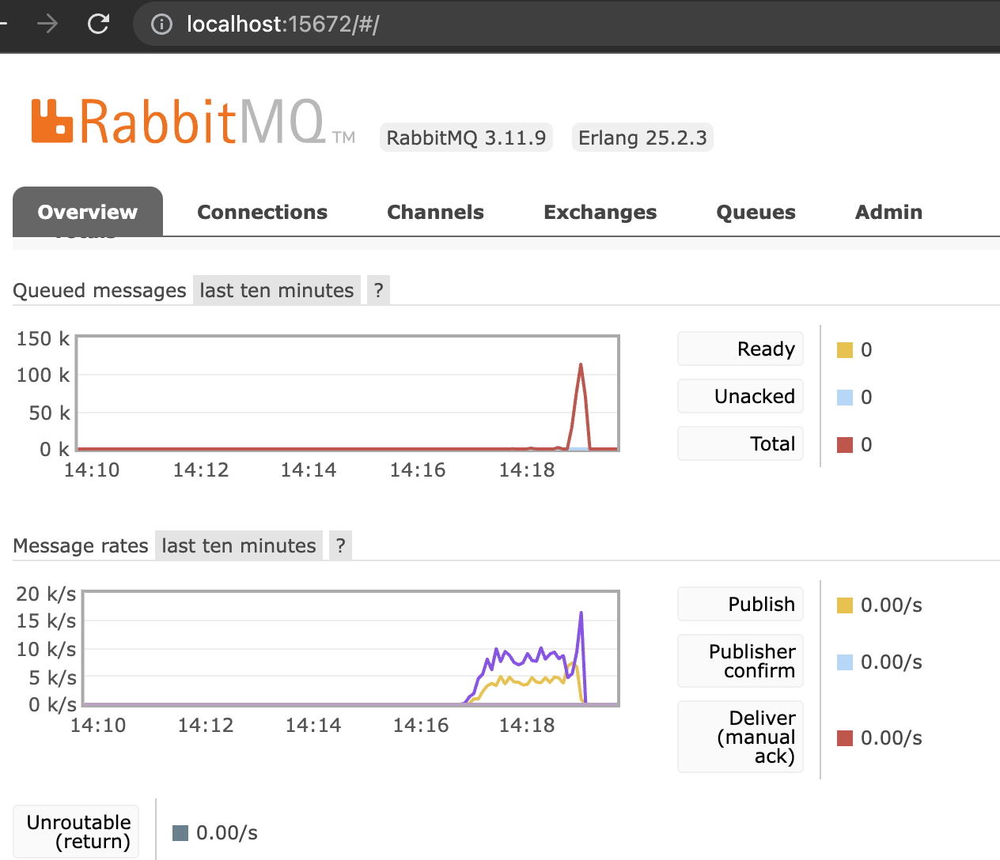 localhost:15672/#/
RabbitMQ TM
RabbitMQ 3.11.9
Erlang 25.2.3
Overview
Connections
Channels
Exchanges
Queues
Admin
Totals
Queued messages last ten minutes ?
150 k
100 k
50 k
0 k
14:10
14:12
14:14
14:16
14:18
Ready
0
Unacked
0
Total
0
Message rates last ten minutes ?
20 k/s
15 k/s
10 k/s
5 k/s
0 k/s
14:10
14:12
14:14
14:16
14:18
Publish
0.00/s
Publisher
confirm
0.00/s
Deliver
(manual
ack)
0.00/s
Unroutable
(return)
0.00/s